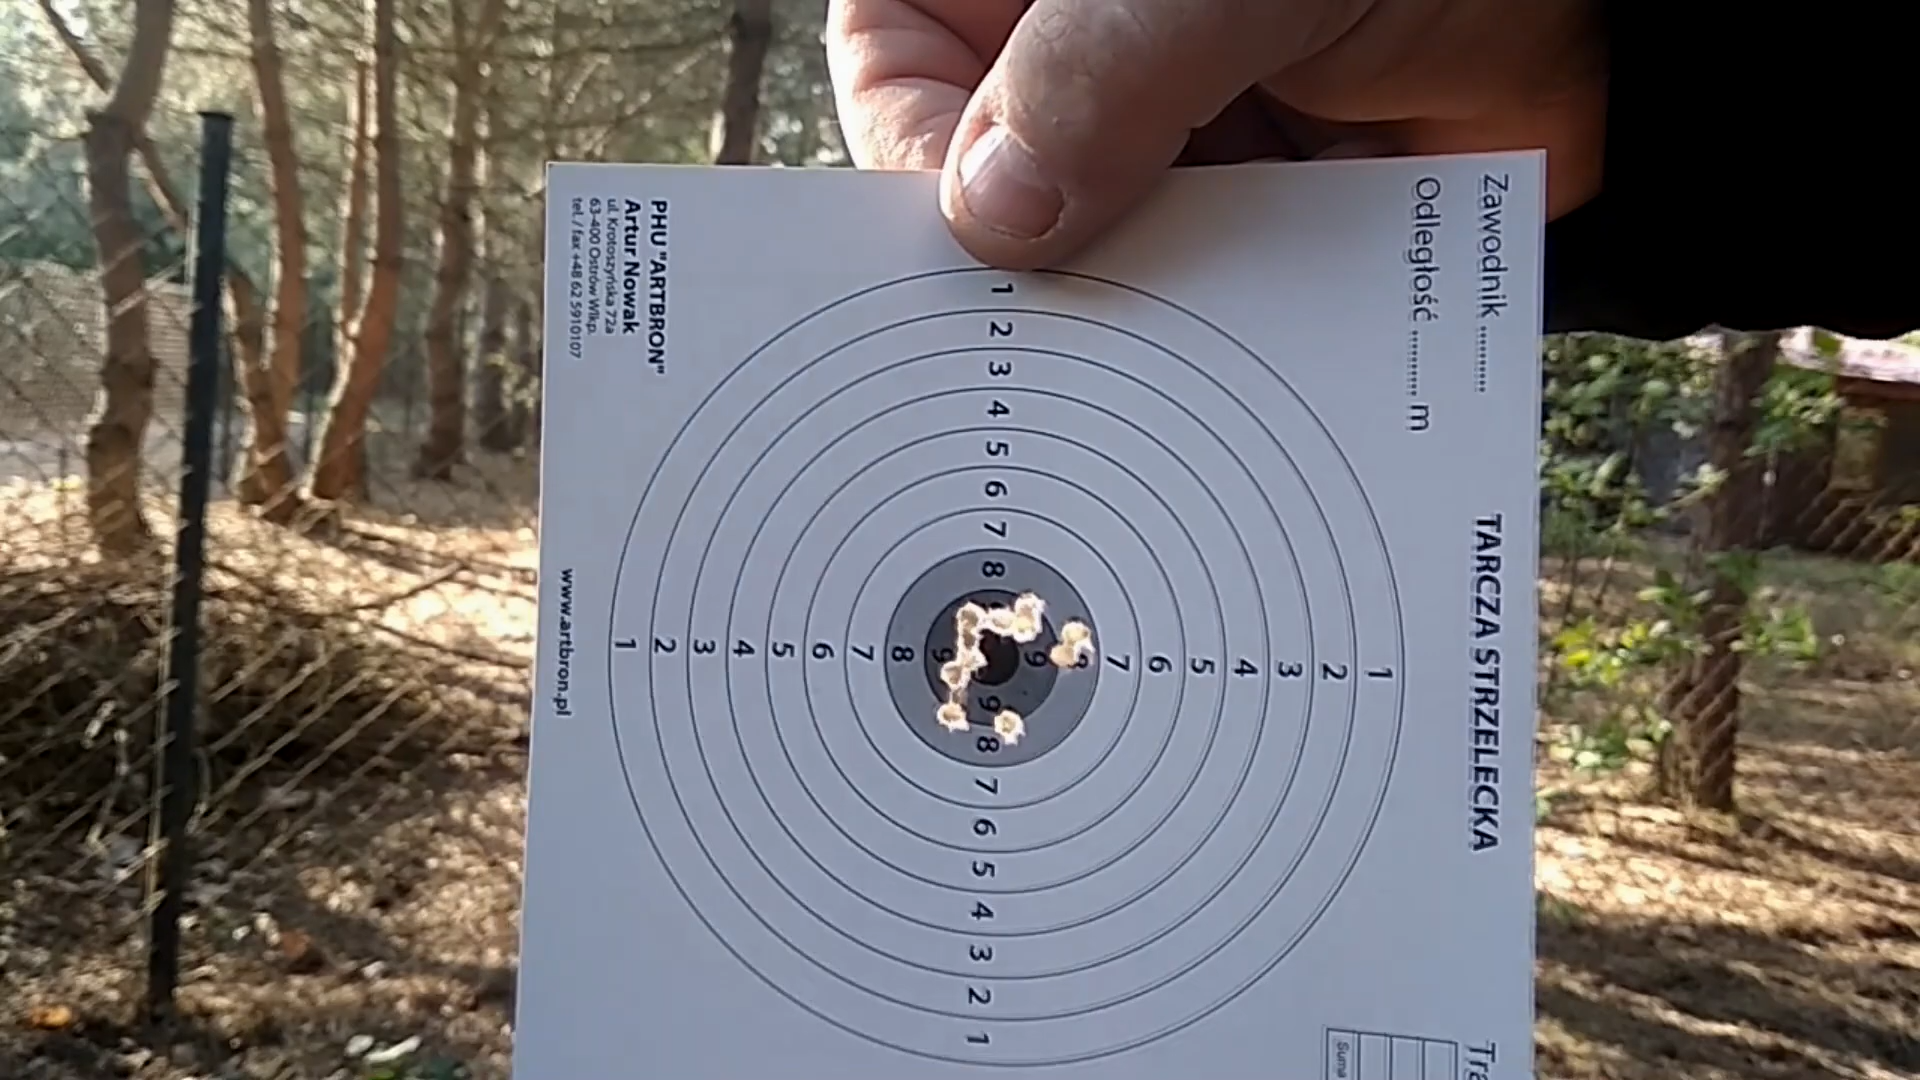 Zawodnik ..........
Odległość .......... m
TARCZA STRZELECKA
Tra
Suma
1 2 3 4 5 6 7 8
9 8 7 6 5 4 3 2 1
1 2 3 4 5 6 7 8 9
9 8 7 6 5 4 3 2 1
PHU "ARTBRON"
Artur Nowak
ul. Krotoszyńska 72a
63-400 Ostrów Wlkp.
tel. / fax +48 62 5910107
www.artbron.pl